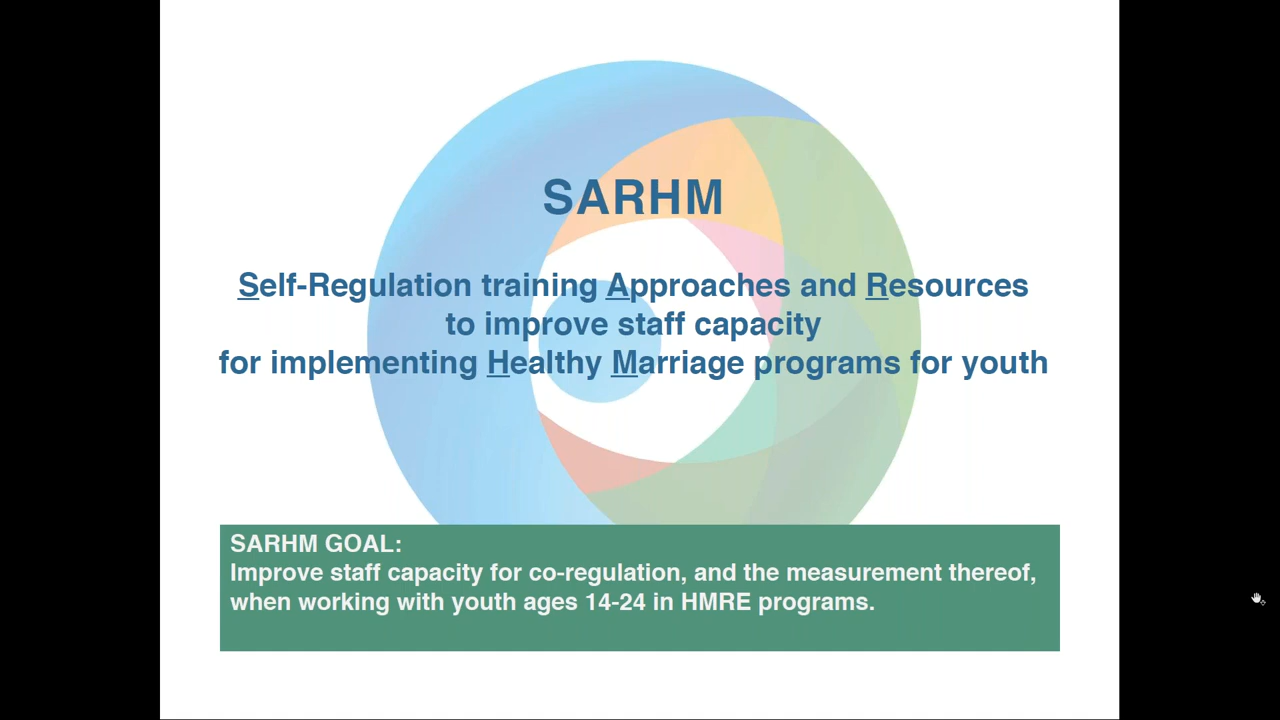 SARHM
Self-Regulation training Approaches and Resources
to improve staff capacity
for implementing Healthy Marriage programs for youth
SARHM GOAL:
Improve staff capacity for co-regulation, and the measurement thereof,
when working with youth ages 14-24 in HMRE programs.